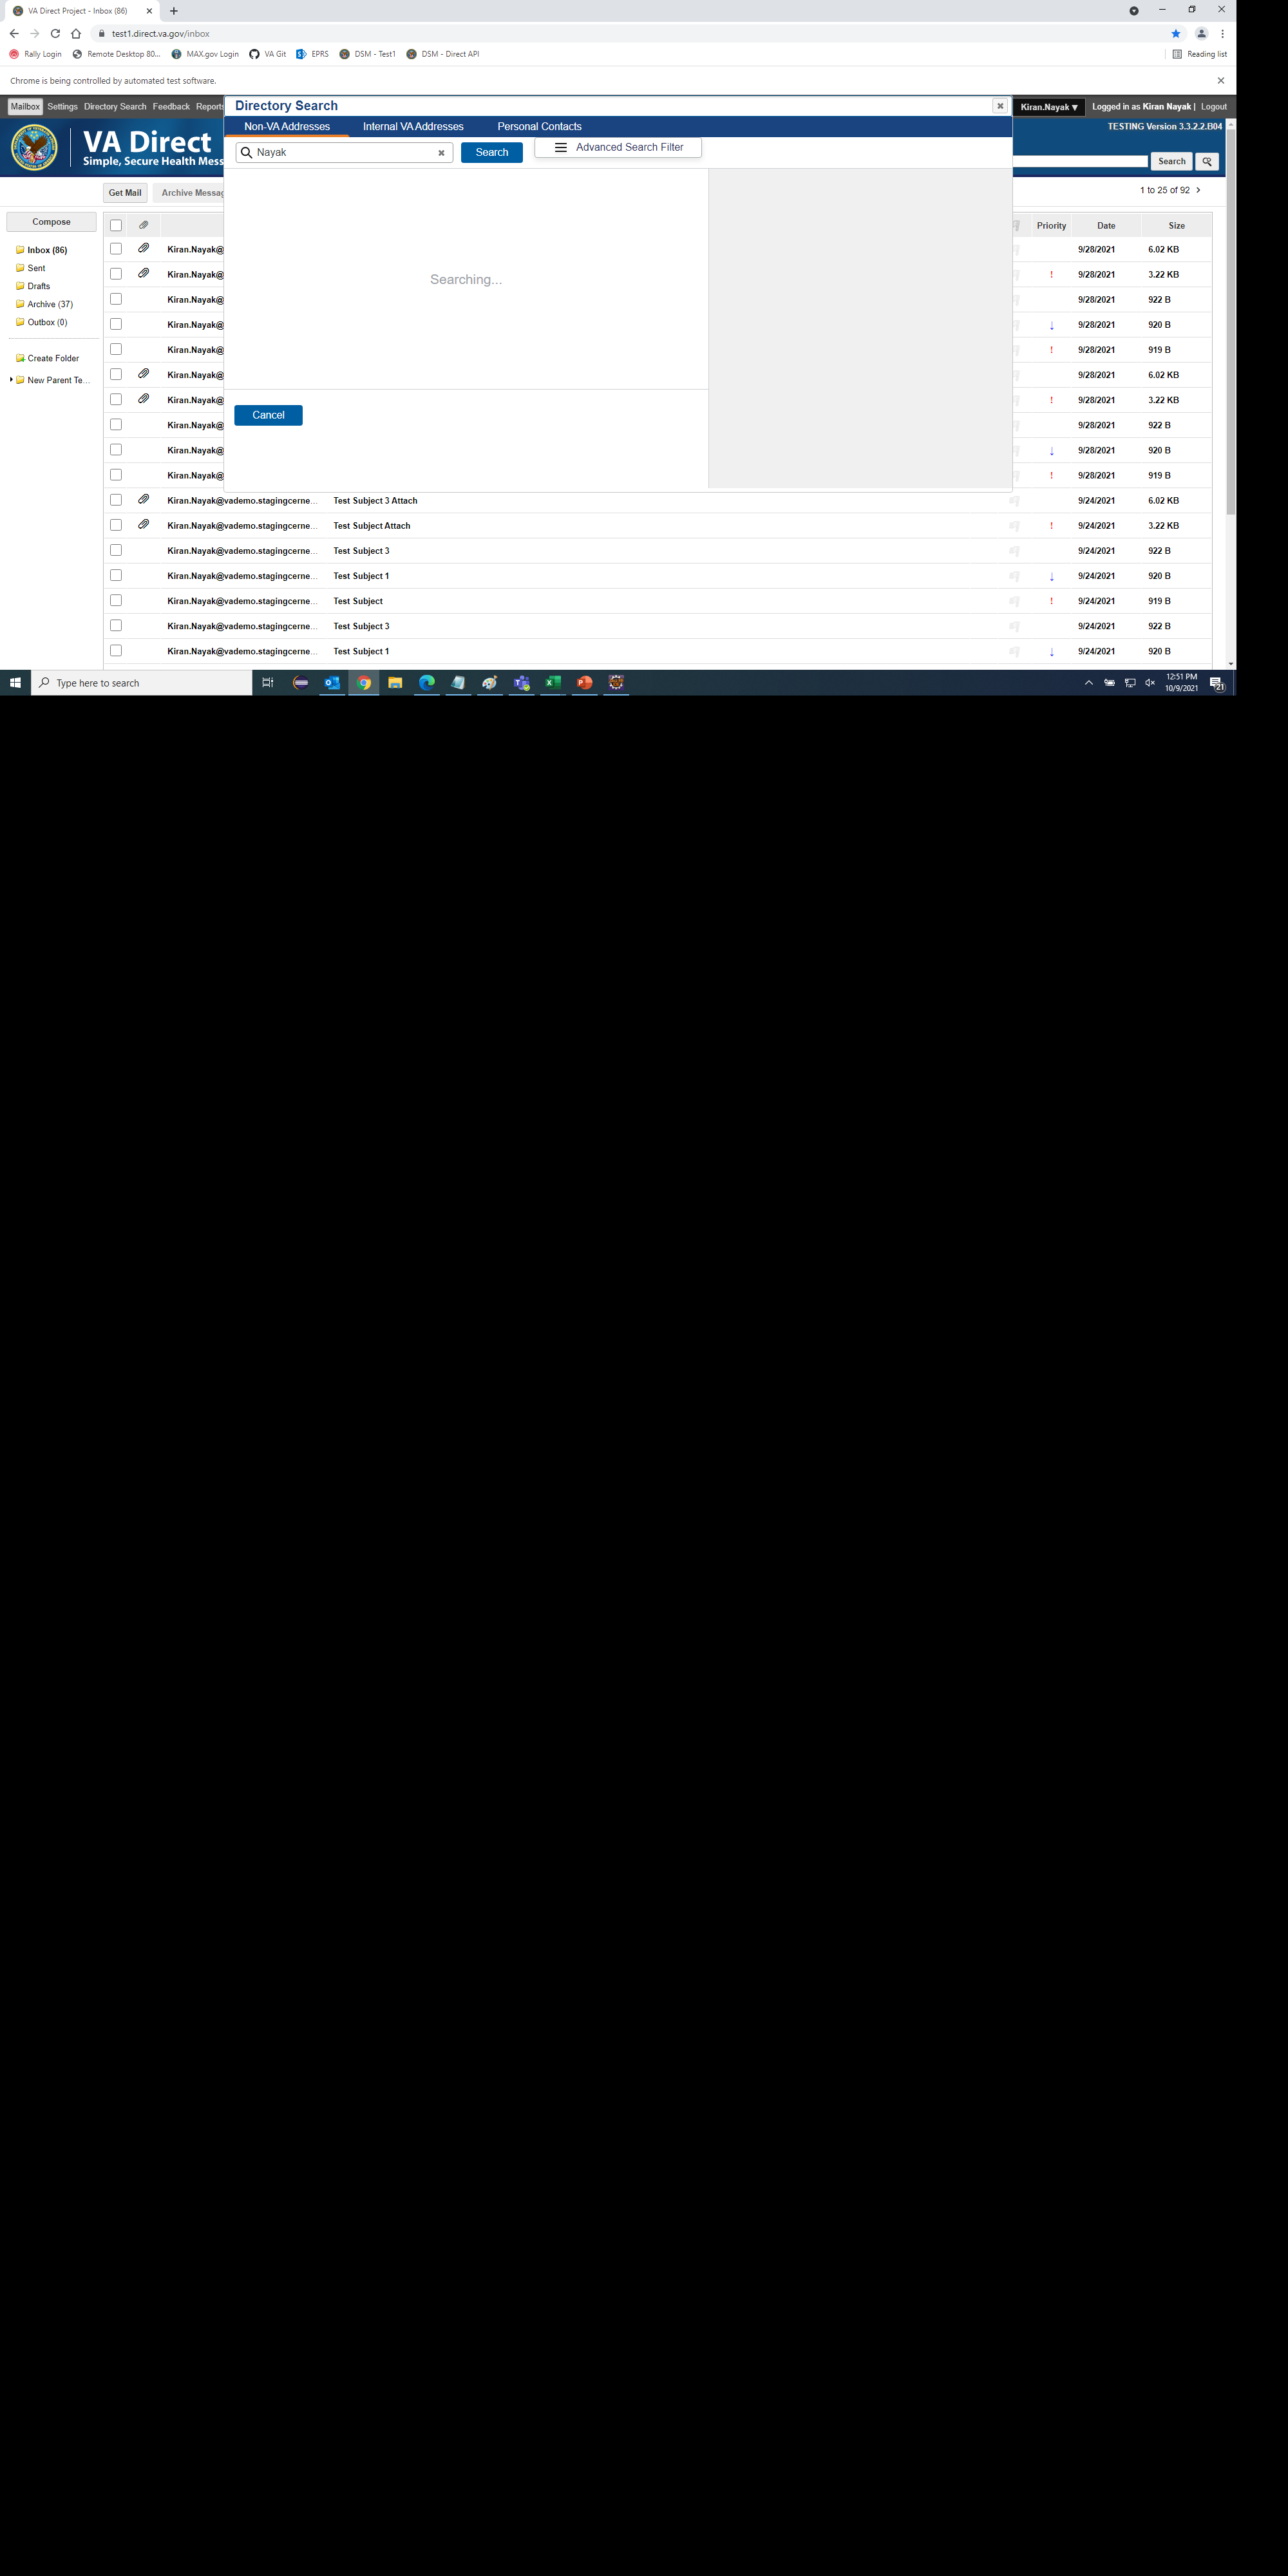 VA Direct Project - Inbox (86)
test1.direct.va.gov/inbox
Rally Login Remote Desktop 80... MAX.gov Login VA Git EPRS DSM - Test1 DSM - Direct API Reading list
Chrome is being controlled by automated test software.
Mailbox Settings Directory Search Feedback Reports
Kiran.Nayak ▼ Logged in as Kiran Nayak | Logout
TESTING Version 3.3.2.2.B04
VA Direct
Simple, Secure Health Mess
Search
Directory Search
Non-VA Addresses Internal VA Addresses Personal Contacts
Nayak Search Advanced Search Filter
Searching...
Cancel
Get Mail Archive Messag 1 to 25 of 92 >
Compose
Inbox (86)
Sent
Drafts
Archive (37)
Outbox (0)
Create Folder
New Parent Te...
Priority Date Size
Kiran.Nayak@ 9/28/2021 6.02 KB
Kiran.Nayak@ ! 9/28/2021 3.22 KB
Kiran.Nayak@ 9/28/2021 922 B
Kiran.Nayak@ ↓ 9/28/2021 920 B
Kiran.Nayak@ ! 9/28/2021 919 B
Kiran.Nayak@ 9/28/2021 6.02 KB
Kiran.Nayak@ ! 9/28/2021 3.22 KB
Kiran.Nayak@ 9/28/2021 922 B
Kiran.Nayak@ ↓ 9/28/2021 920 B
Kiran.Nayak@ ! 9/28/2021 919 B
Kiran.Nayak@vademo.stagingcerne... Test Subject 3 Attach 9/24/2021 6.02 KB
Kiran.Nayak@vademo.stagingcerne... Test Subject Attach ! 9/24/2021 3.22 KB
Kiran.Nayak@vademo.stagingcerne... Test Subject 3 9/24/2021 922 B
Kiran.Nayak@vademo.stagingcerne... Test Subject 1 ↓ 9/24/2021 920 B
Kiran.Nayak@vademo.stagingcerne... Test Subject ! 9/24/2021 919 B
Kiran.Nayak@vademo.stagingcerne... Test Subject 3 9/24/2021 922 B
Kiran.Nayak@vademo.stagingcerne... Test Subject 1 ↓ 9/24/2021 920 B
Type here to search
12:51 PM
10/9/2021
21